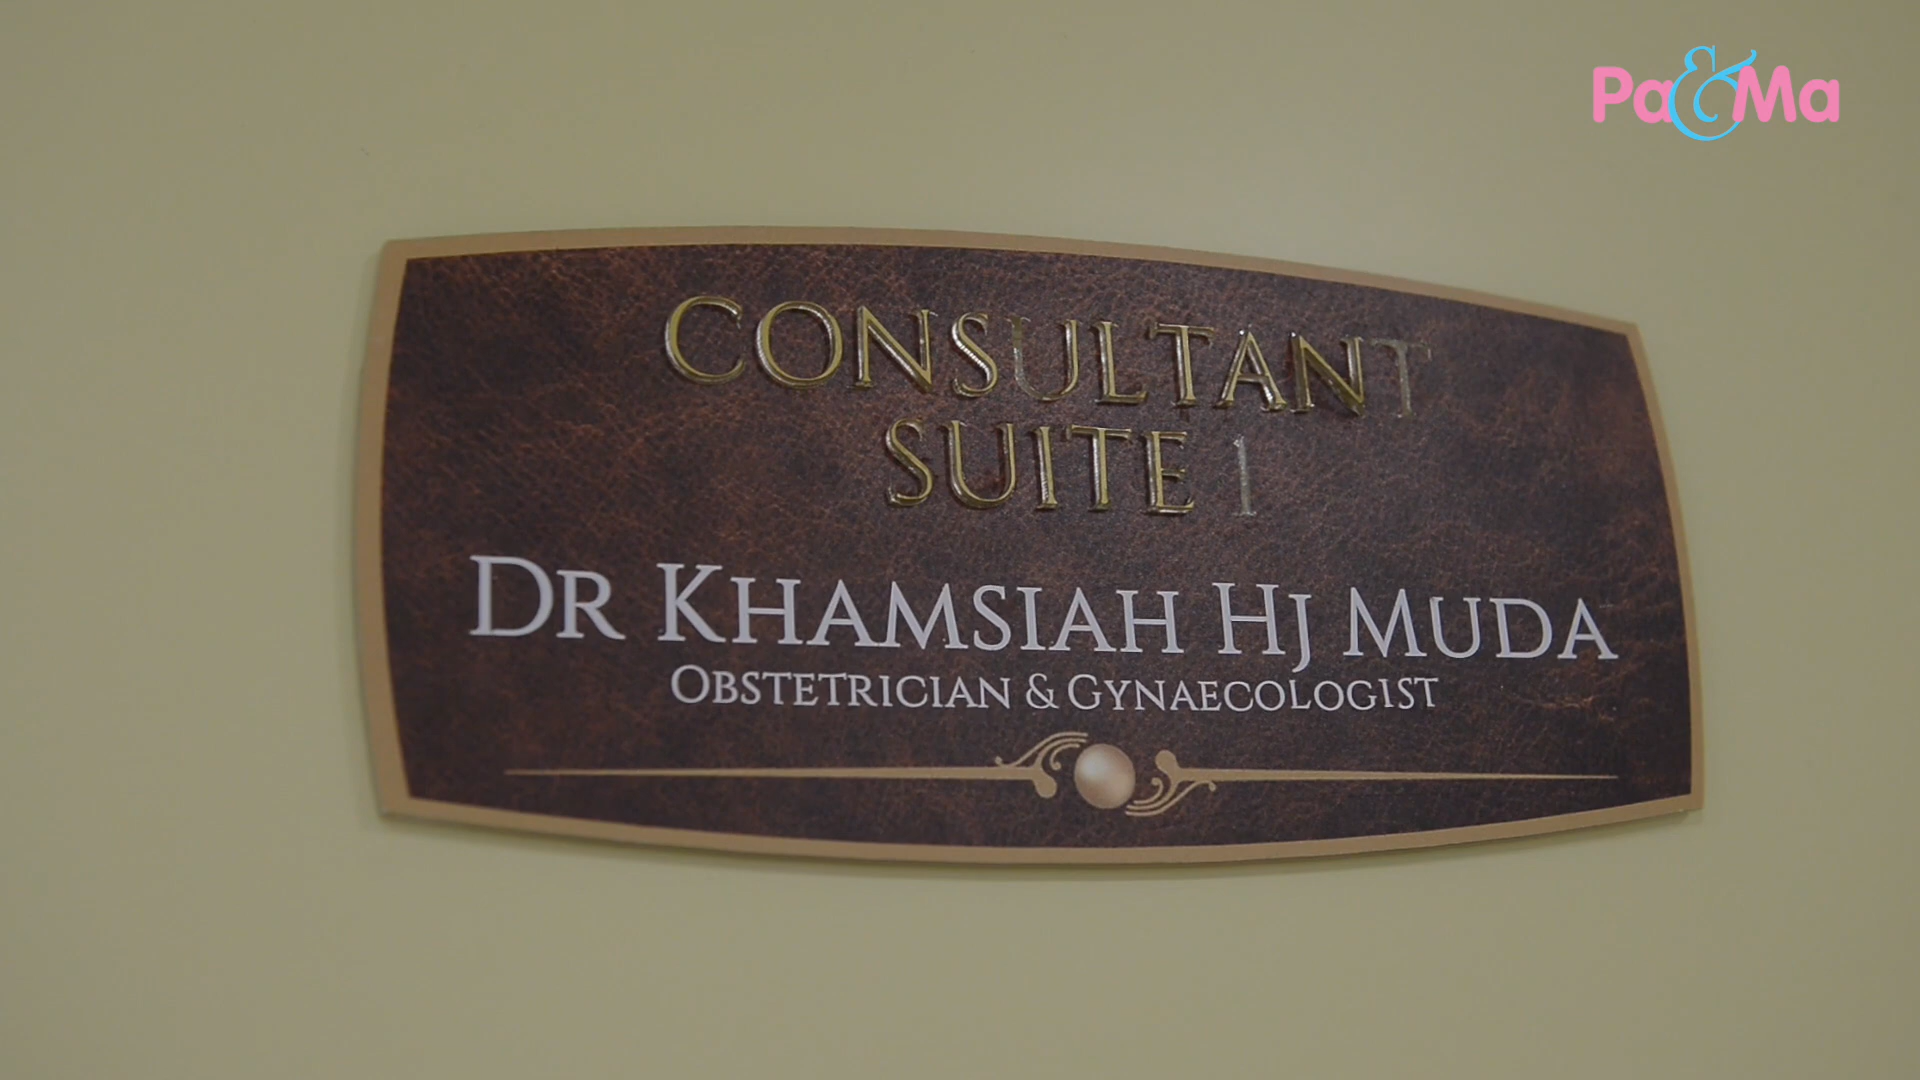 Pa&Ma
CONSULTANT
SUITE 1
DR KHAMSIAH HJ MUDA
OBSTETRICIAN & GYNAECOLOGIST